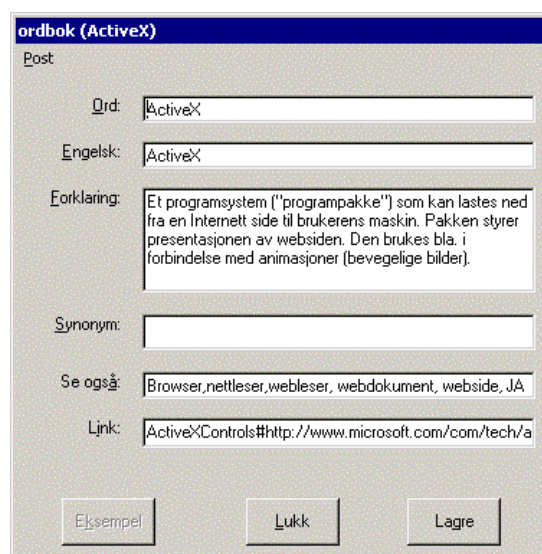 ordbok (ActiveX)
Post
Ord: ActiveX
Engelsk: ActiveX
Forklaring: Et programsystem ("programpakke") som kan lastes ned
fra en Internett side til brukerens maskin. Pakken styrer
presentasjonen av websiden. Den brukes bla. i
forbindelse med animasjoner (bevegelige bilder).
Synonym:
Se også: Browser,nettleser,webleser, webdokument, webside, JA
Link: ActiveXControls#http://www.microsoft.com/com/tech/a
Eksempel Lukk Lagre